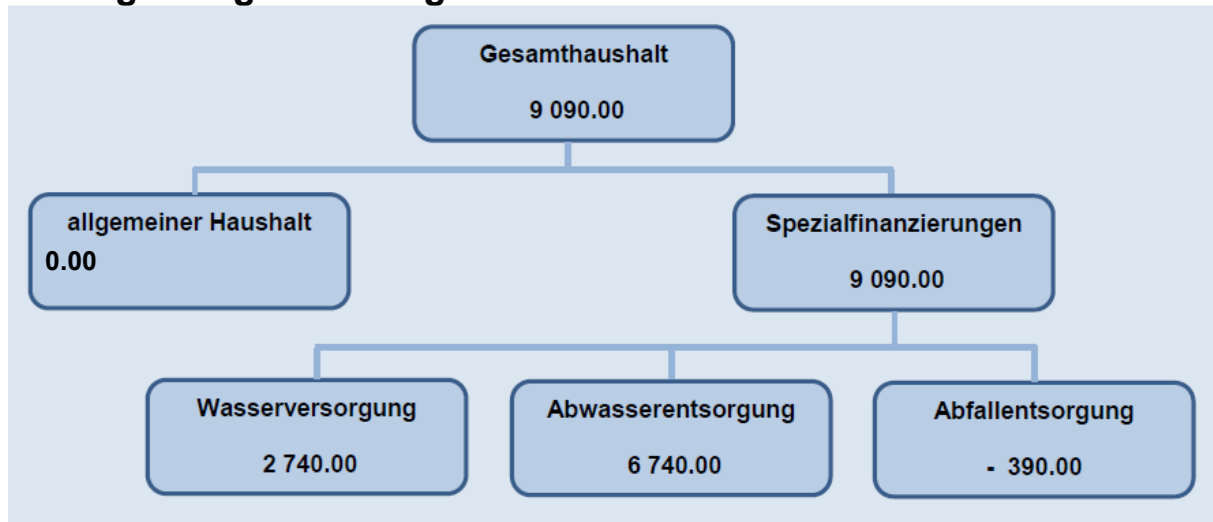 Gesamthaushalt
9 090.00
allgemeiner Haushalt
0.00
Spezialfinanzierungen
9 090.00
Wasserversorgung
2 740.00
Abwasserentsorgung
6 740.00
Abfallentsorgung
- 390.00